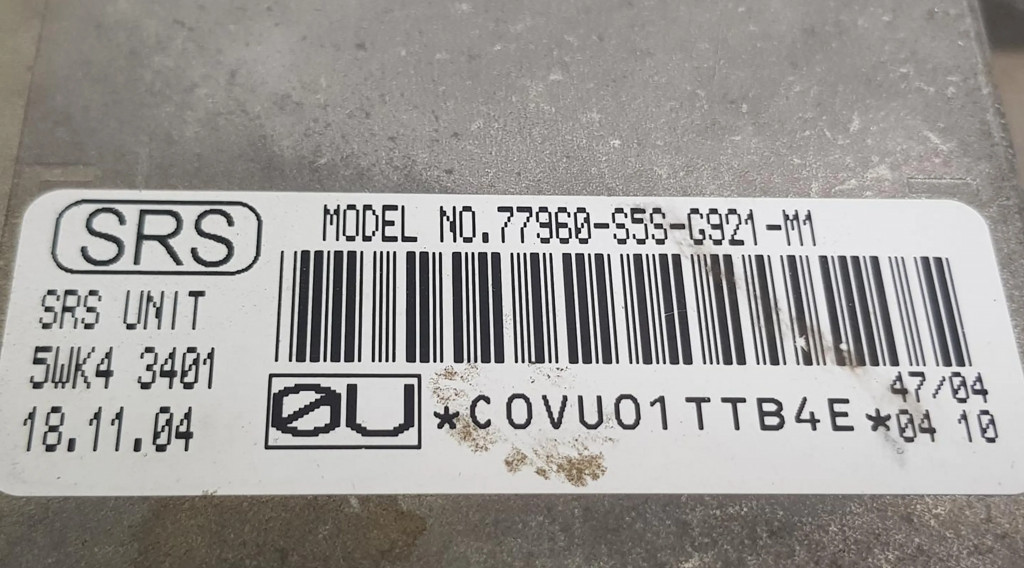 SRS
MODEL NO.77960-S5S-G921-M1
SRS UNIT
5WK4 3401
18.11.04
0U
*C0VU01TTB4E*
47/04
04 10